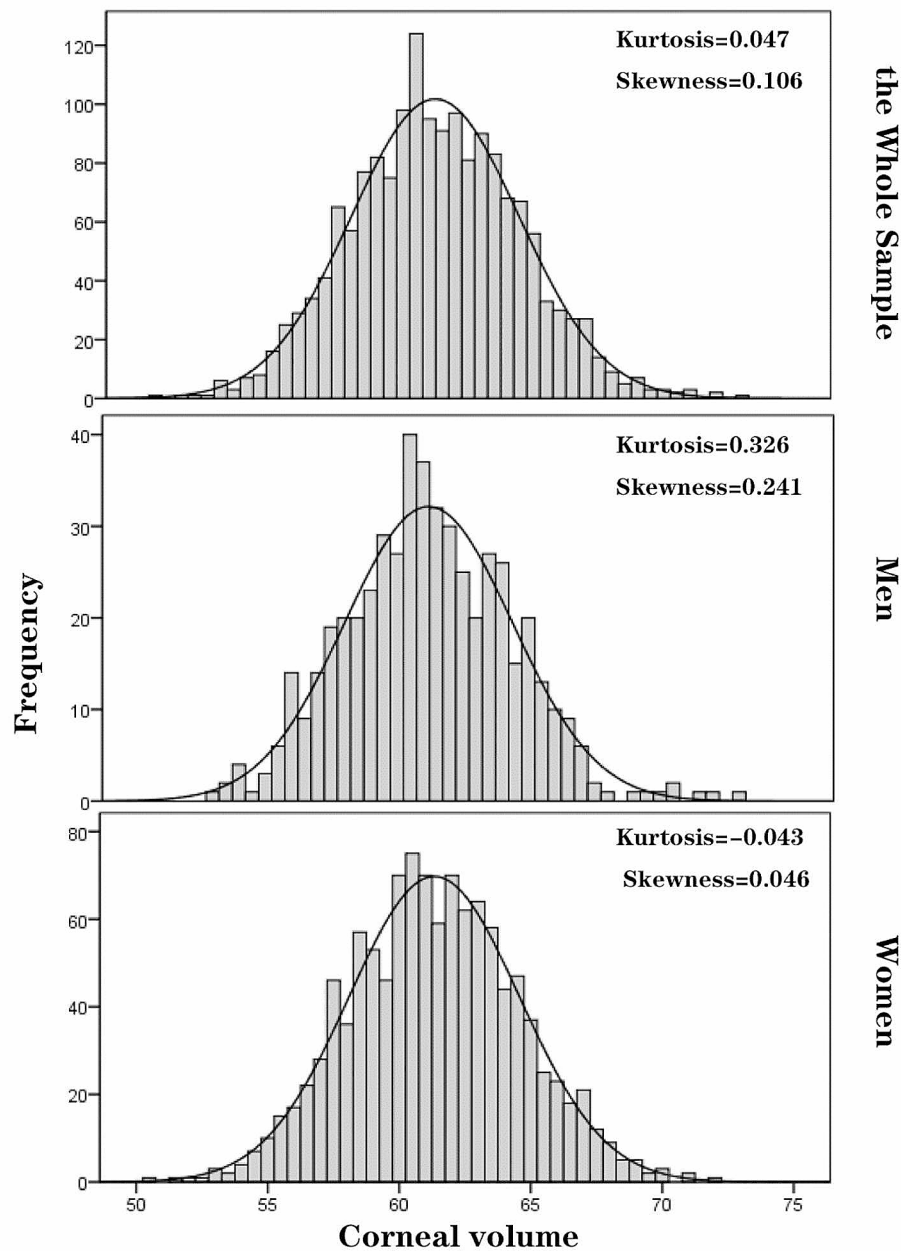 Kurtosis=0.047
Skewness=0.106
the Whole Sample
120
100
80
60
40
20
0
Kurtosis=0.326
Skewness=0.241
Men
40
30
20
10
0
Frequency
Kurtosis=−0.043
Skewness=0.046
Women
80
60
40
20
0
50 55 60 65 70 75
Corneal volume